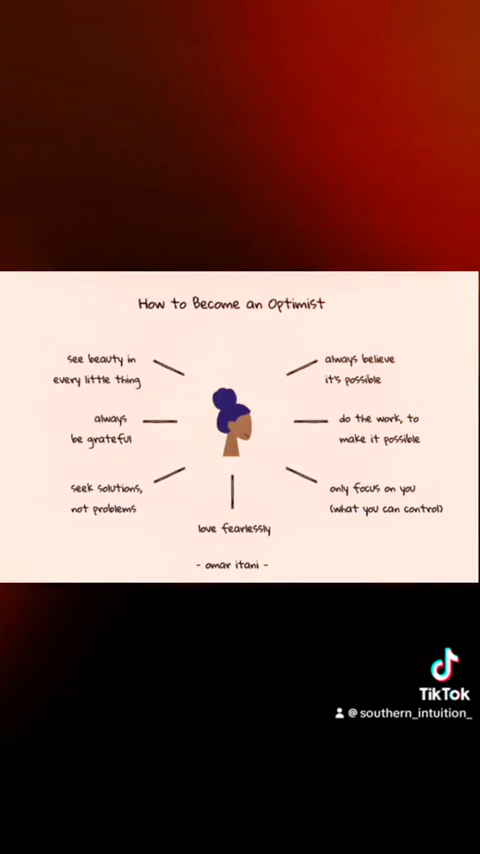 How to Become an Optimist
see beauty in
every little thing
always
be grateful
seek solutions,
not problems
always believe
it's possible
do the work, to
make it possible
only focus on you
(what you can control)
love fearlessly
- omar itani -
TikTok
@southern_intuition_